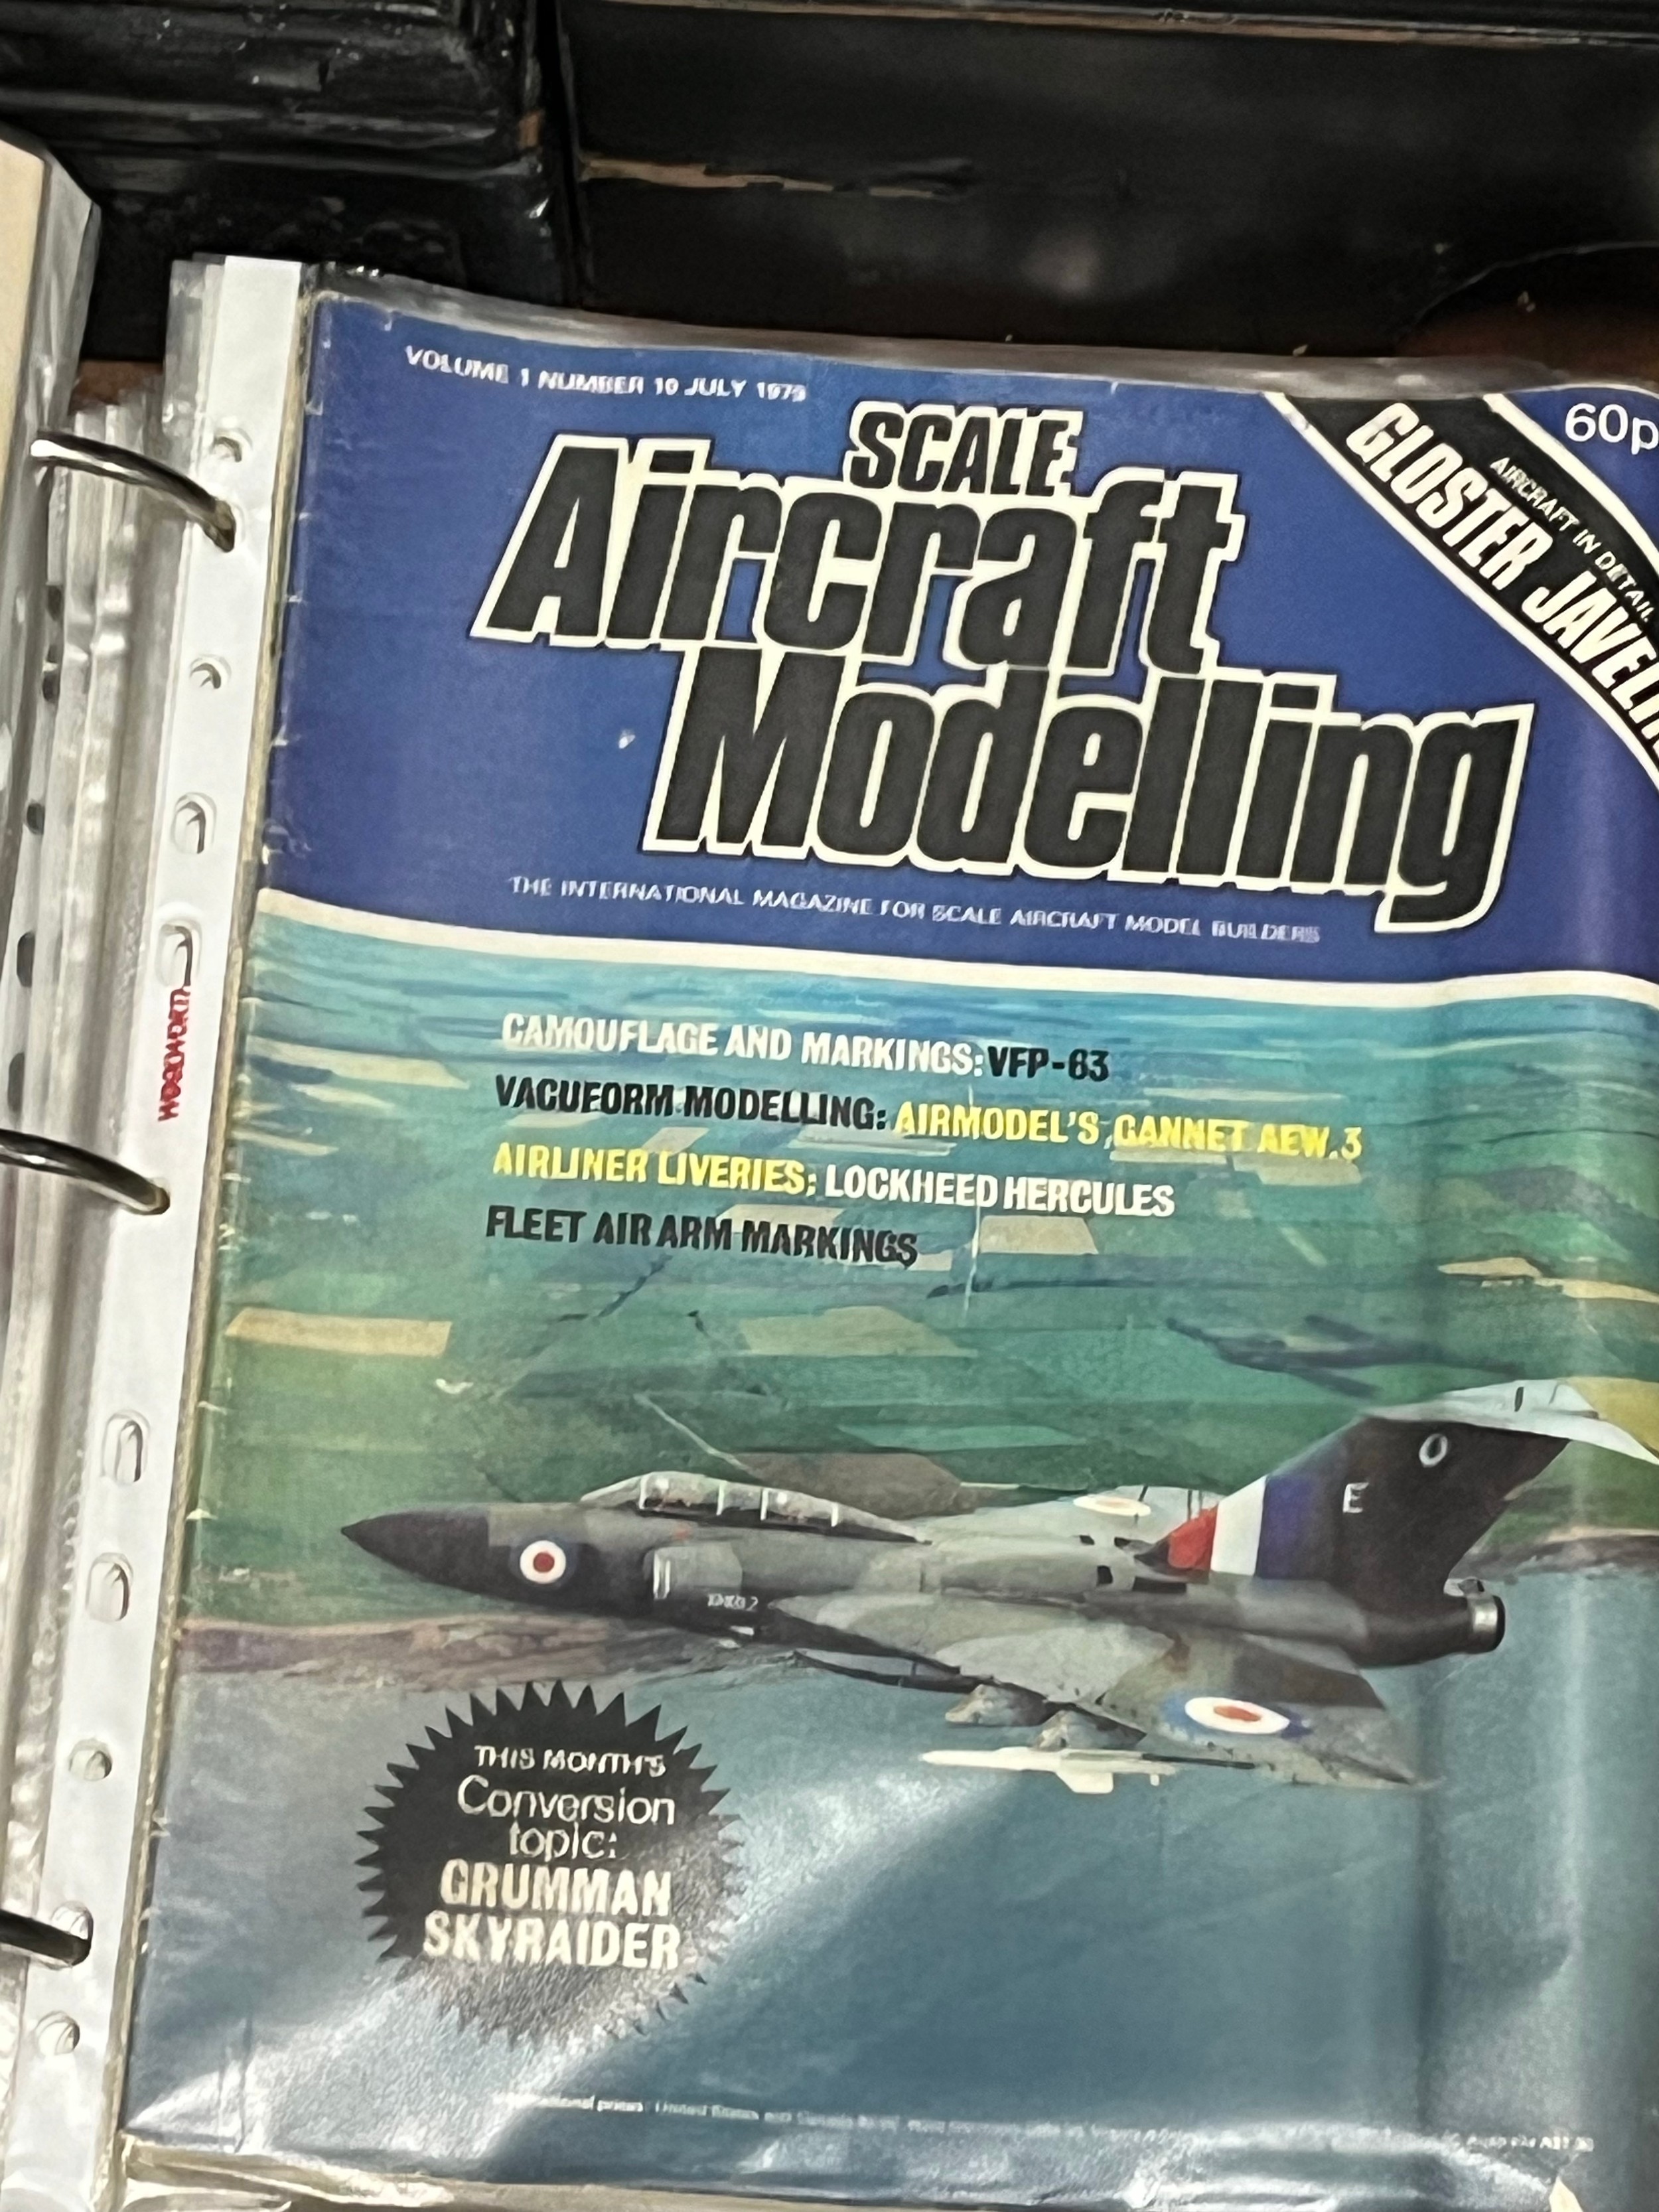 VOLUME 1 NUMBER 10 JULY 1979
60p
SCALE
Aircraft
Modelling
AIRCRAFT IN DETAIL
GLOSTER JAVELIN
THE INTERNATIONAL MAGAZINE FOR SCALE AIRCRAFT MODEL BUILDERS
CAMOUFLAGE AND MARKINGS: VFP-63
VACUFORM MODELLING: AIRMODEL'S GANNET AEW.3
AIRLINER LIVERIES: LOCKHEED HERCULES
FLEET AIR ARM MARKINGS
O
E
THIS MONTH'S
Conversion
topic:
GRUMMAN
SKYRAIDER